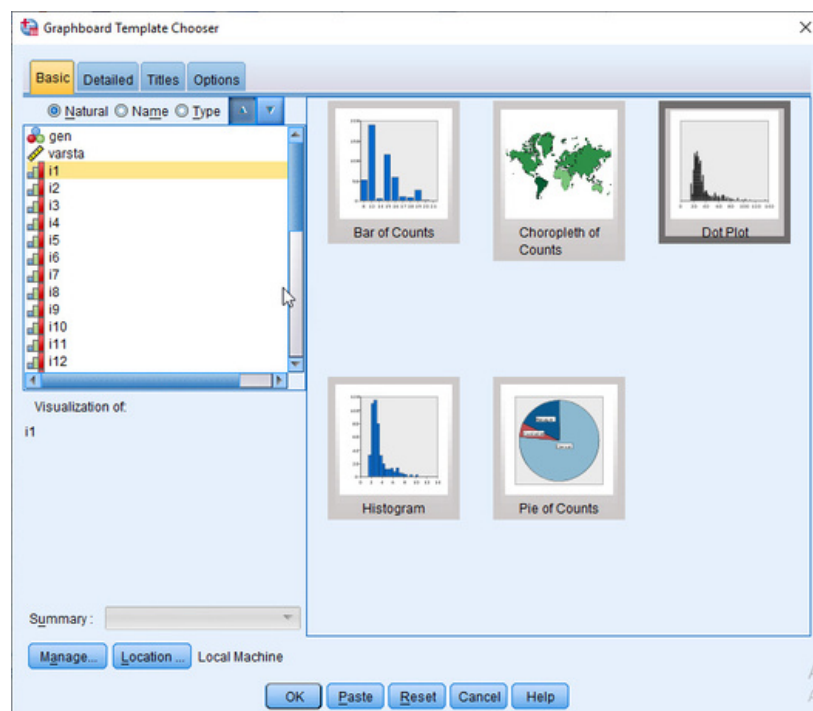 Graphboard Template Chooser
Basic Detailed Titles Options
Natural Name Type
gen
varsta
i1
i2
i3
i4
i5
i6
i7
i8
i9
i10
i11
i12
Visualization of:
i1
Summary :
Manage... Location ... Local Machine
Bar of Counts
Choropleth of
Counts
Dot Plot
Histogram
Pie of Counts
OK Paste Reset Cancel Help